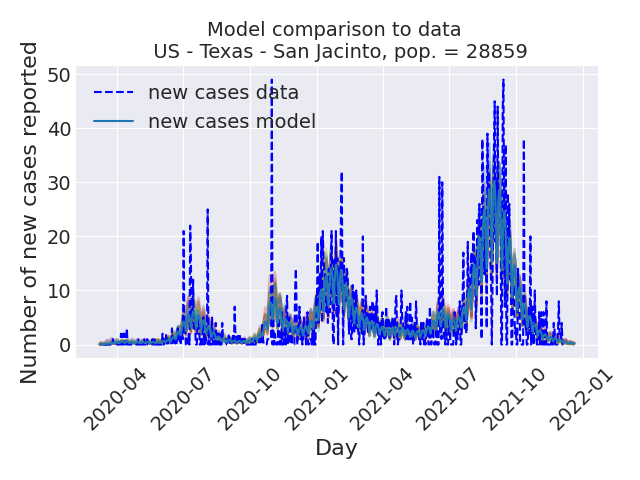 Model comparison to data
US - Texas - San Jacinto, pop. = 28859
Number of new cases reported
50
40
30
20
10
0
new cases data
new cases model
2020-04
2020-07
2020-10
2021-01
2021-04
2021-07
2021-10
2022-01
Day